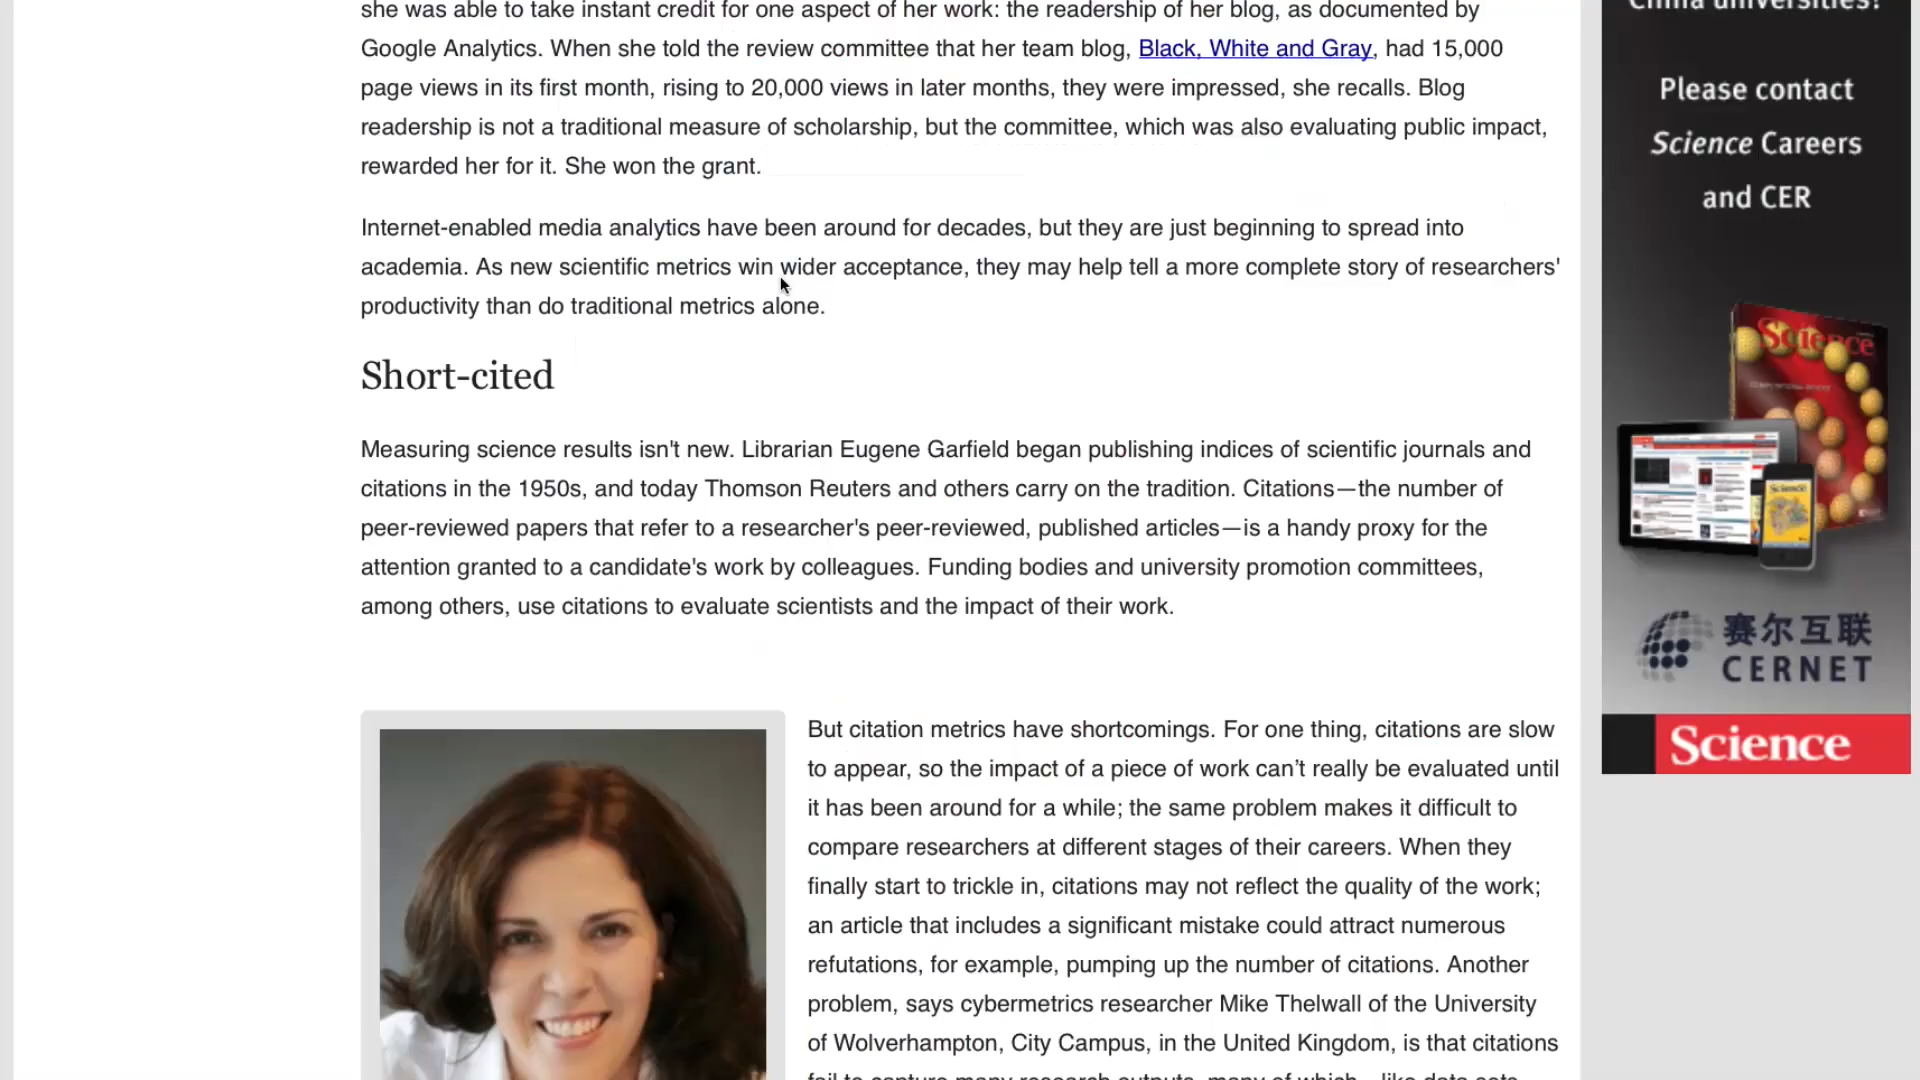 she was able to take instant credit for one aspect of her work: the readership of her blog, as documented by
Google Analytics. When she told the review committee that her team blog, Black, White and Gray, had 15,000
page views in its first month, rising to 20,000 views in later months, they were impressed, she recalls. Blog
readership is not a traditional measure of scholarship, but the committee, which was also evaluating public impact,
rewarded her for it. She won the grant.
Internet-enabled media analytics have been around for decades, but they are just beginning to spread into
academia. As new scientific metrics win wider acceptance, they may help tell a more complete story of researchers'
productivity than do traditional metrics alone.
Short-cited
Measuring science results isn't new. Librarian Eugene Garfield began publishing indices of scientific journals and
citations in the 1950s, and today Thomson Reuters and others carry on the tradition. Citations—the number of
peer-reviewed papers that refer to a researcher's peer-reviewed, published articles—is a handy proxy for the
attention granted to a candidate's work by colleagues. Funding bodies and university promotion committees,
among others, use citations to evaluate scientists and the impact of their work.
But citation metrics have shortcomings. For one thing, citations are slow
to appear, so the impact of a piece of work can’t really be evaluated until
it has been around for a while; the same problem makes it difficult to
compare researchers at different stages of their careers. When they
finally start to trickle in, citations may not reflect the quality of the work;
an article that includes a significant mistake could attract numerous
refutations, for example, pumping up the number of citations. Another
problem, says cybermetrics researcher Mike Thelwall of the University
of Wolverhampton, City Campus, in the United Kingdom, is that citations
fail to capture many research outputs, many of which—like data sets
China universities!
Please contact
Science Careers
and CER
Science
赛尔互联
CERNET
Science